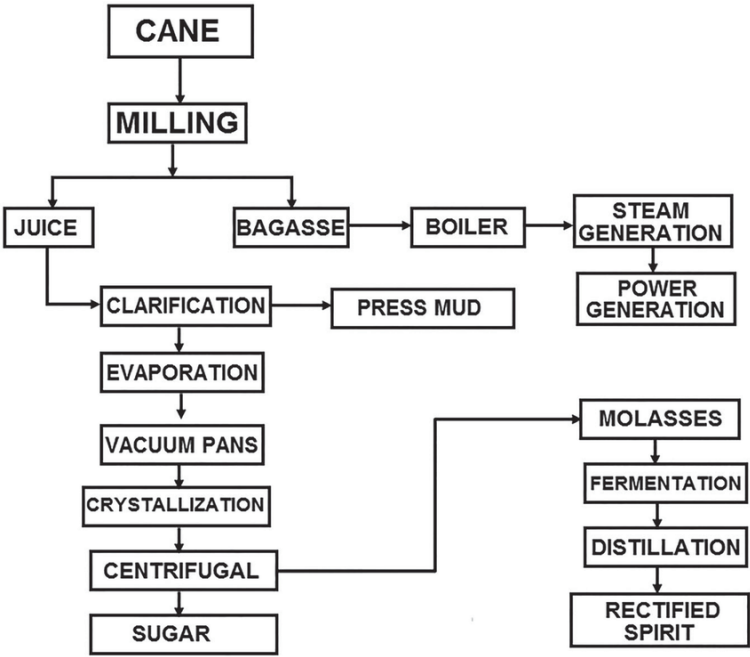 CANE
MILLING
JUICE
BAGASSE
BOILER
STEAM
GENERATION
POWER
GENERATION
CLARIFICATION
PRESS MUD
EVAPORATION
VACUUM PANS
CRYSTALLIZATION
CENTRIFUGAL
SUGAR
MOLASSES
FERMENTATION
DISTILLATION
RECTIFIED
SPIRIT